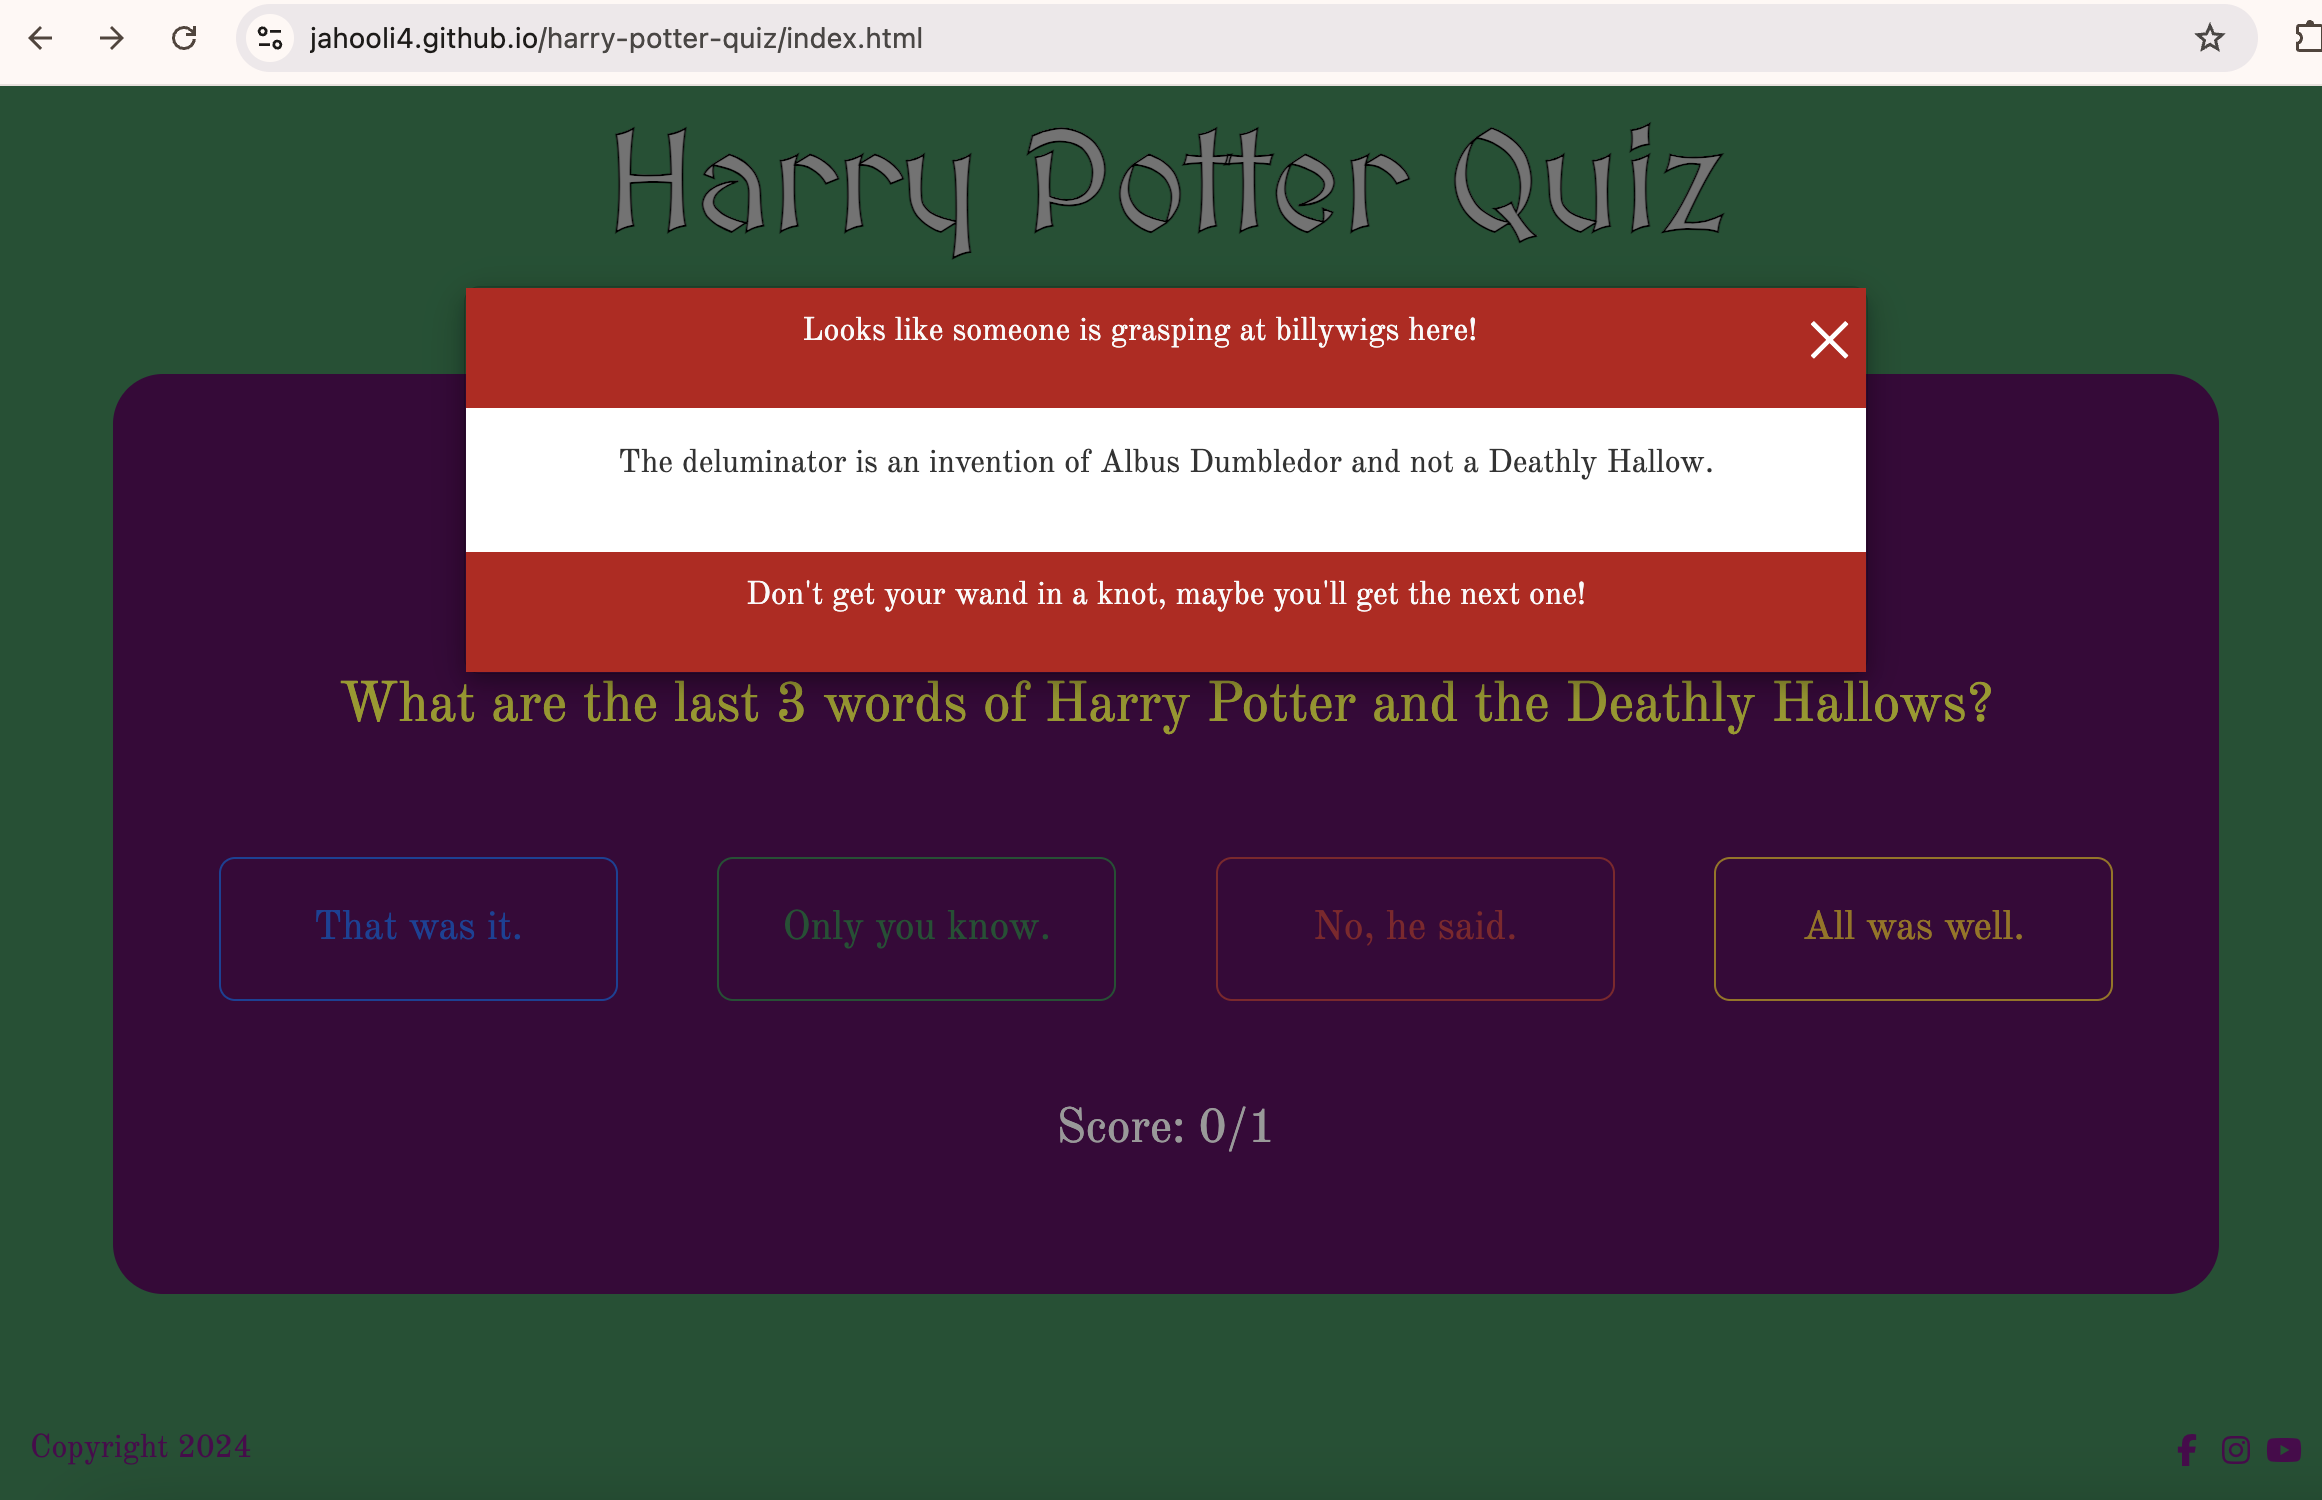 jahooli4.github.io/harry-potter-quiz/index.html
Harry Potter Quiz
Looks like someone is grasping at billywigs here!
The deluminator is an invention of Albus Dumbledor and not a Deathly Hallow.
Don't get your wand in a knot, maybe you'll get the next one!
What are the last 3 words of Harry Potter and the Deathly Hallows?
That was it.
Only you know.
No, he said.
All was well.
Score: 0/1
Copyright 2024